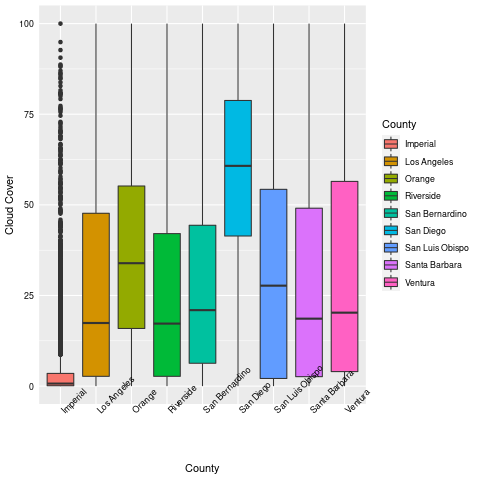 100
75
50
25
0
Cloud Cover
Imperial
Los Angeles
Orange
Riverside
San Bernardino
San Diego
San Luis Obispo
Santa Barbara
Ventura
County
County
Imperial
Los Angeles
Orange
Riverside
San Bernardino
San Diego
San Luis Obispo
Santa Barbara
Ventura